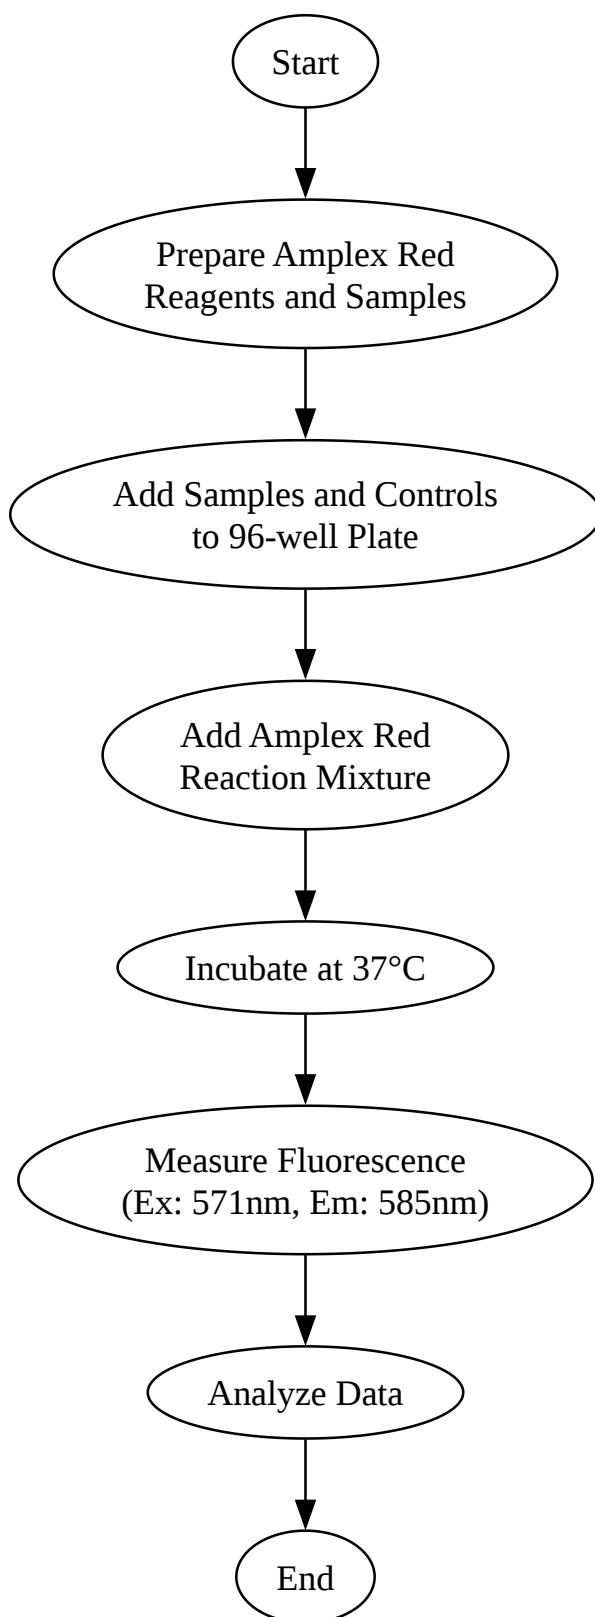 Start
Prepare Amplex Red
Reagents and Samples
Add Samples and Controls
to 96-well Plate
Add Amplex Red
Reaction Mixture
Incubate at 37°C
Measure Fluorescence
(Ex: 571nm, Em: 585nm)
Analyze Data
End